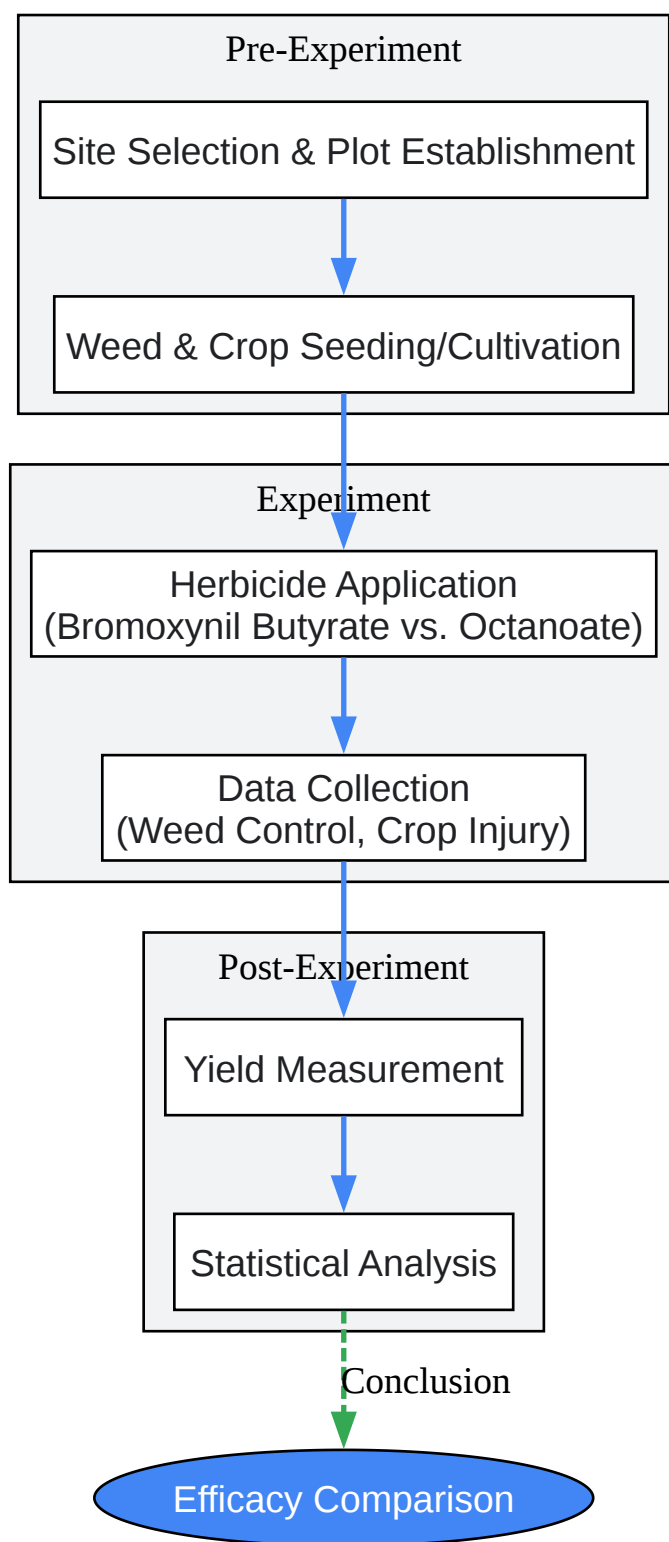 Pre-Experiment
Site Selection & Plot Establishment
Weed & Crop Seeding/Cultivation
Experiment
Herbicide Application
(Bromoxynil Butyrate vs. Octanoate)
Data Collection
(Weed Control, Crop Injury)
Post-Experiment
Yield Measurement
Statistical Analysis
Conclusion
Efficacy Comparison